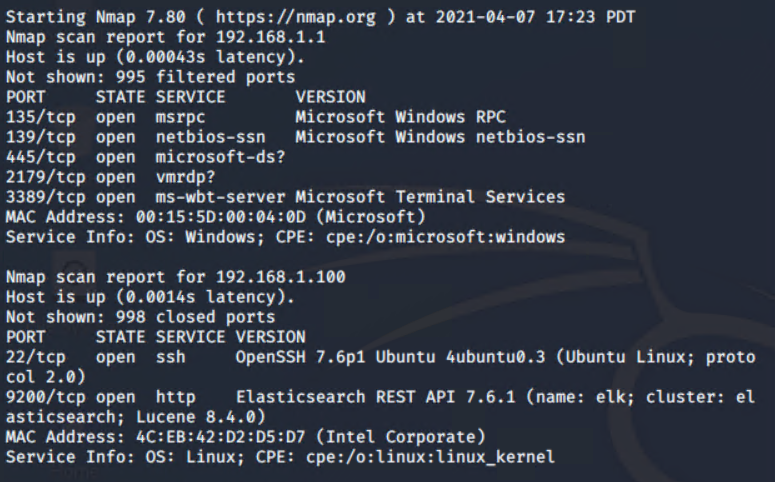 Starting Nmap 7.80 ( https://nmap.org ) at 2021-04-07 17:23 PDT
Nmap scan report for 192.168.1.1
Host is up (0.00043s latency).
Not shown: 995 filtered ports
PORT     STATE SERVICE       VERSION
135/tcp  open  msrpc         Microsoft Windows RPC
139/tcp  open  netbios-ssn   Microsoft Windows netbios-ssn
445/tcp  open  microsoft-ds?
2179/tcp open  vmrdp?
3389/tcp open  ms-wbt-server Microsoft Terminal Services
MAC Address: 00:15:5D:00:04:0D (Microsoft)
Service Info: OS: Windows; CPE: cpe:/o:microsoft:windows

Nmap scan report for 192.168.1.100
Host is up (0.0014s latency).
Not shown: 998 closed ports
PORT     STATE SERVICE VERSION
22/tcp   open  ssh     OpenSSH 7.6p1 Ubuntu 4ubuntu0.3 (Ubuntu Linux; proto
col 2.0)
9200/tcp open  http    Elasticsearch REST API 7.6.1 (name: elk; cluster: el
asticsearch; Lucene 8.4.0)
MAC Address: 4C:EB:42:D2:D5:D7 (Intel Corporate)
Service Info: OS: Linux; CPE: cpe:/o:linux:linux_kernel